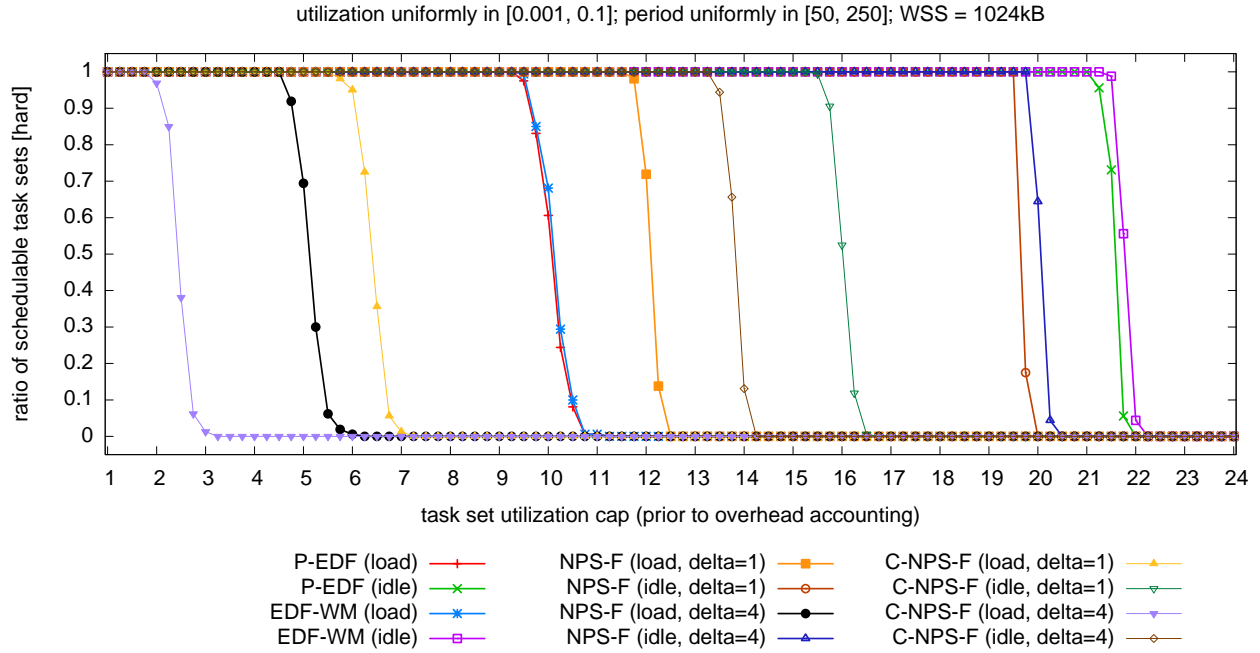 utilization uniformly in [0.001, 0.1]; period uniformly in [50, 250]; WSS = 1024kB
ratio of schedulable task sets [hard]
1
0.9
0.8
0.7
0.6
0.5
0.4
0.3
0.2
0.1
0
1 2 3 4 5 6 7 8 9 10 11 12 13 14 15 16 17 18 19 20 21 22 23 24
task set utilization cap (prior to overhead accounting)
P-EDF (load) NPS-F (load, delta=1) C-NPS-F (load, delta=1)
P-EDF (idle) NPS-F (idle, delta=1) C-NPS-F (idle, delta=1)
EDF-WM (load) NPS-F (load, delta=4) C-NPS-F (load, delta=4)
EDF-WM (idle) NPS-F (idle, delta=4) C-NPS-F (idle, delta=4)